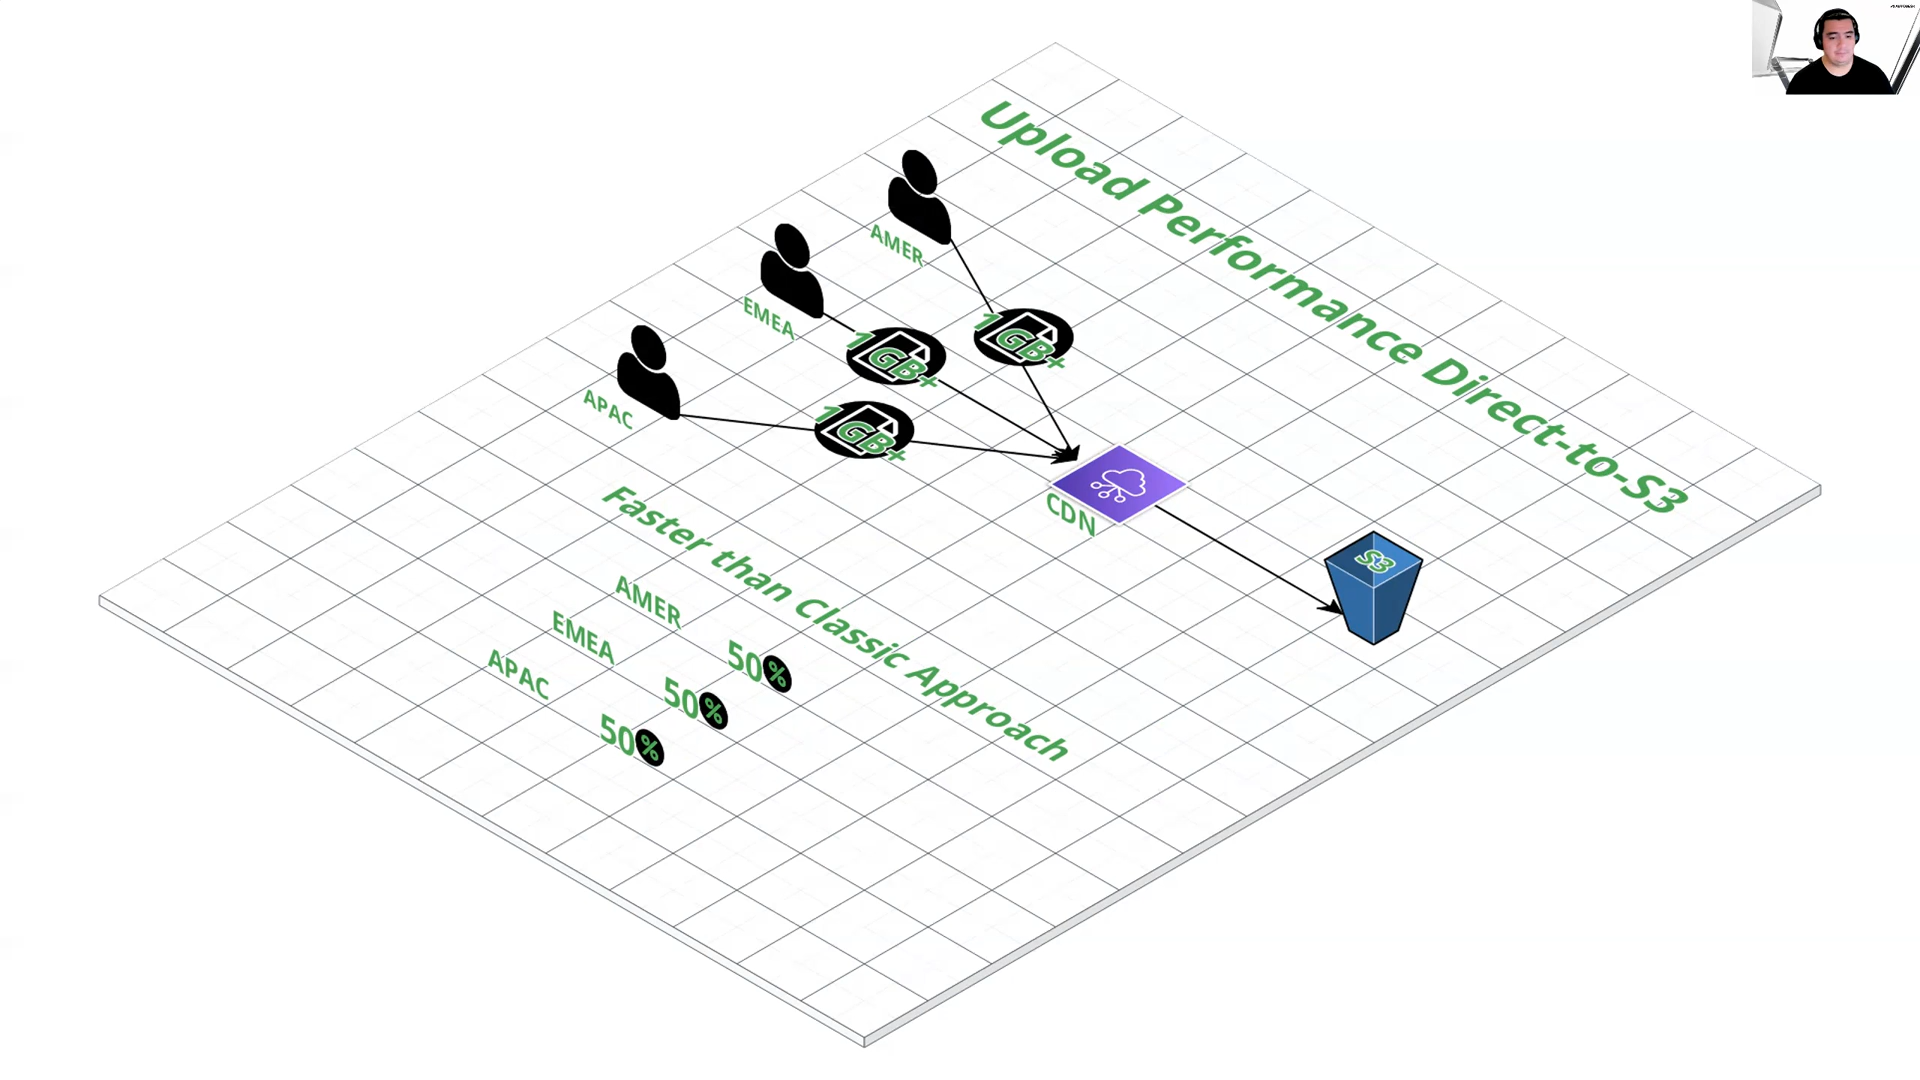 Upload Performance Direct-to-S3
AMER
EMEA
APAC
1GB+
1GB+
1GB+
CDN
S3
Faster than Classic Approach
AMER
50%
EMEA
50%
APAC
50%